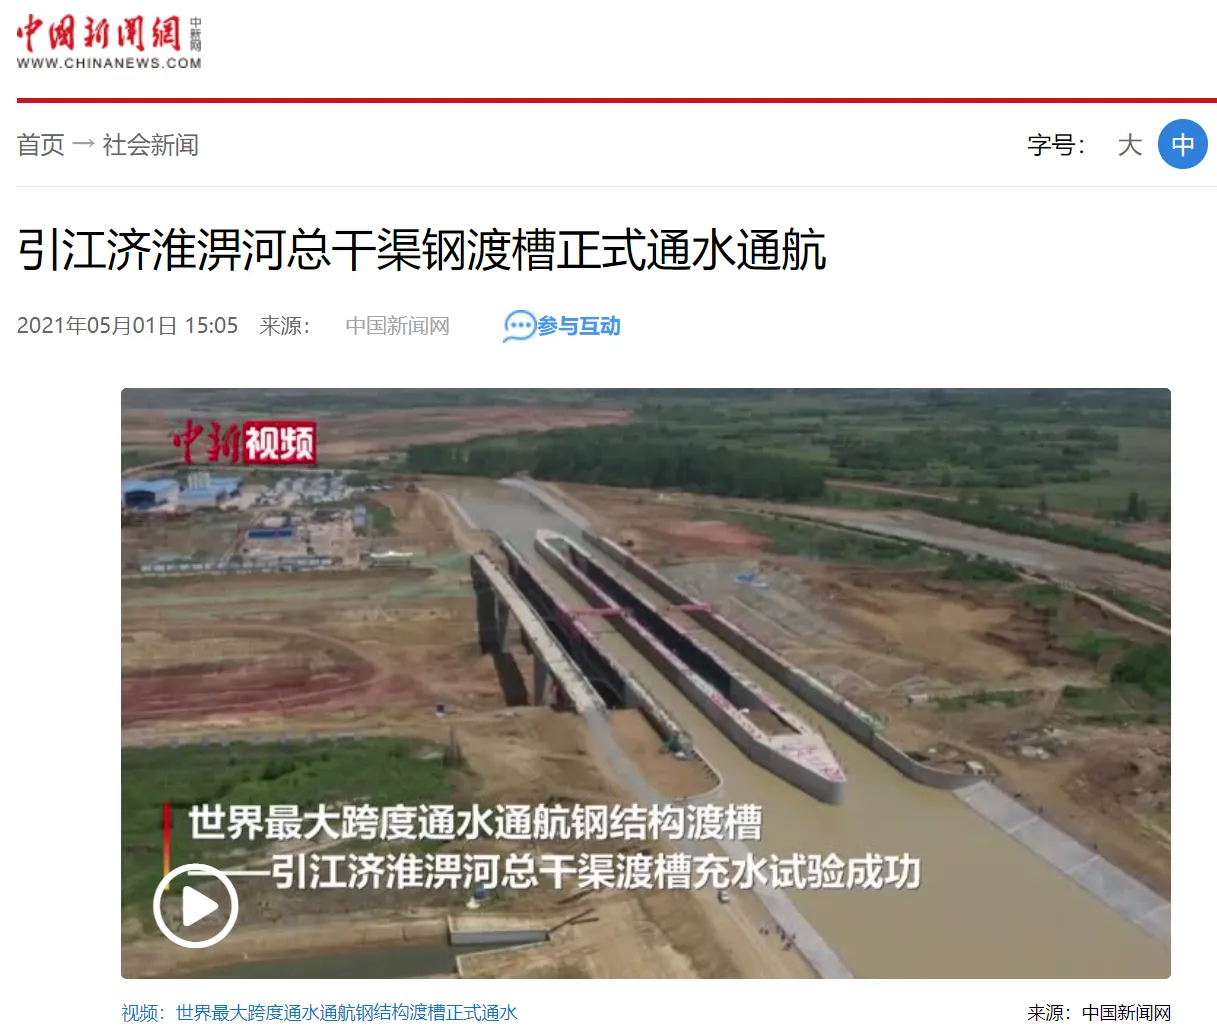 中国新闻網
中新网
WWW.CHINANEWS.COM
首页 → 社会新闻
字号： 大 中
引江济淮淠河总干渠钢渡槽正式通水通航
2021年05月01日 15:05 来源： 中国新闻网 参与互动
中新视频
世界最大跨度通水通航钢结构渡槽
——引江济淮淠河总干渠渡槽充水试验成功
视频：世界最大跨度通水通航钢结构渡槽正式通水
来源：中国新闻网